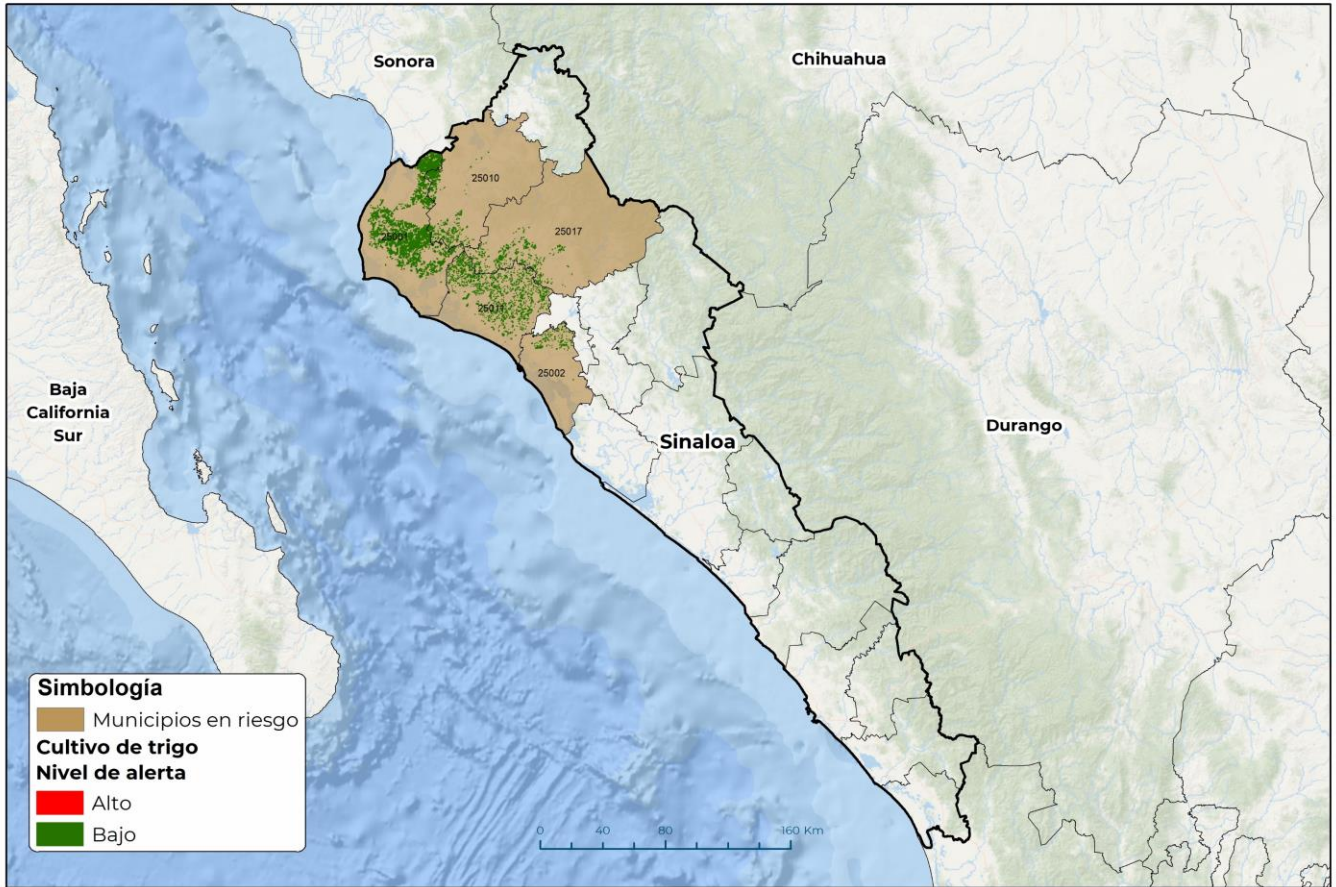 Sonora
Chihuahua
25010
25017
25011
25002
Baja
California
Sur
Sinaloa
Durango
Simbología
Municipios en riesgo
Cultivo de trigo
Nivel de alerta
Alto
Bajo
0 40 80 160 Km